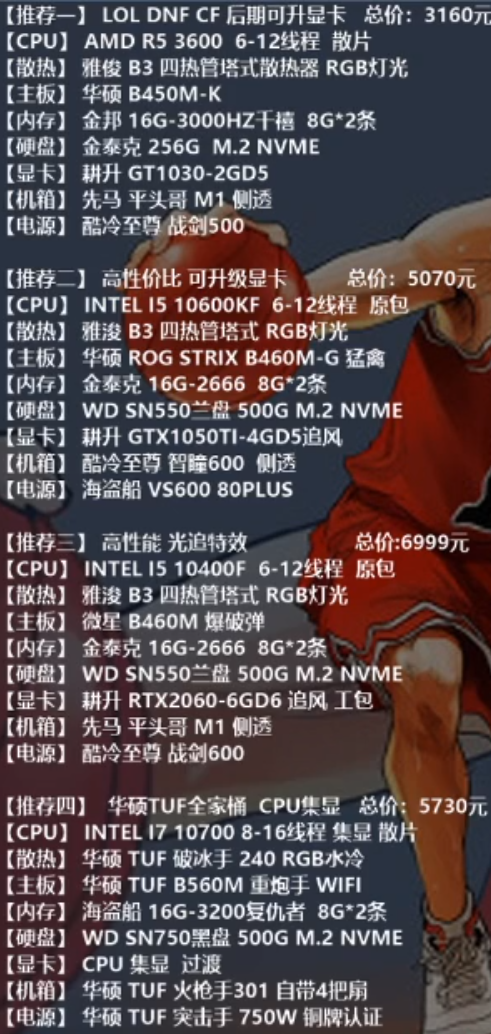 【推荐一】 LOL DNF CF 后期可升显卡 总价：3160元
【CPU】 AMD R5 3600 6-12线程 散片
【散热】 雅俊 B3 四热管塔式散热器 RGB灯光
【主板】 华硕 B450M-K
【内存】 金邦 16G-3000HZ千禧 8G*2条
【硬盘】 金泰克 256G M.2 NVME
【显卡】 耕升 GT1030-2GD5
【机箱】 先马 平头哥 M1 侧透
【电源】 酷冷至尊 战剑500
【推荐二】 高性价比 可升级显卡 总价：5070元
【CPU】 INTEL I5 10600KF 6-12线程 原包
【散热】 雅浚 B3 四热管塔式 RGB灯光
【主板】 华硕 ROG STRIX B460M-G 猛禽
【内存】 金泰克 16G-2666 8G*2条
【硬盘】 WD SN550兰盘 500G M.2 NVME
【显卡】 耕升 GTX1050TI-4GD5追风
【机箱】 酷冷至尊 智瞳600 侧透
【电源】 海盗船 VS600 80PLUS
【推荐三】 高性能 光追特效 总价:6999元
【CPU】 INTEL I5 10400F 6-12线程 原包
【散热】 雅浚 B3 四热管塔式 RGB灯光
【主板】 微星 B460M 爆破弹
【内存】 金泰克 16G-2666 8G*2条
【硬盘】 WD SN550兰盘 500G M.2 NVME
【显卡】 耕升 RTX2060-6GD6 追风 工包
【机箱】 先马 平头哥 M1 侧透
【电源】 酷冷至尊 战剑600
【推荐四】 华硕TUF全家桶 CPU集显 总价：5730元
【CPU】 INTEL I7 10700 8-16线程 集显 散片
【散热】 华硕 TUF 破冰手 240 RGB水冷
【主板】 华硕 TUF B560M 重炮手 WIFI
【内存】 海盗船 16G-3200复仇者 8G*2条
【硬盘】 WD SN750黑盘 500G M.2 NVME
【显卡】 CPU 集显 过渡
【机箱】 华硕 TUF 火枪手301 自带4把扇
【电源】 华硕 TUF 突击手 750W 铜牌认证